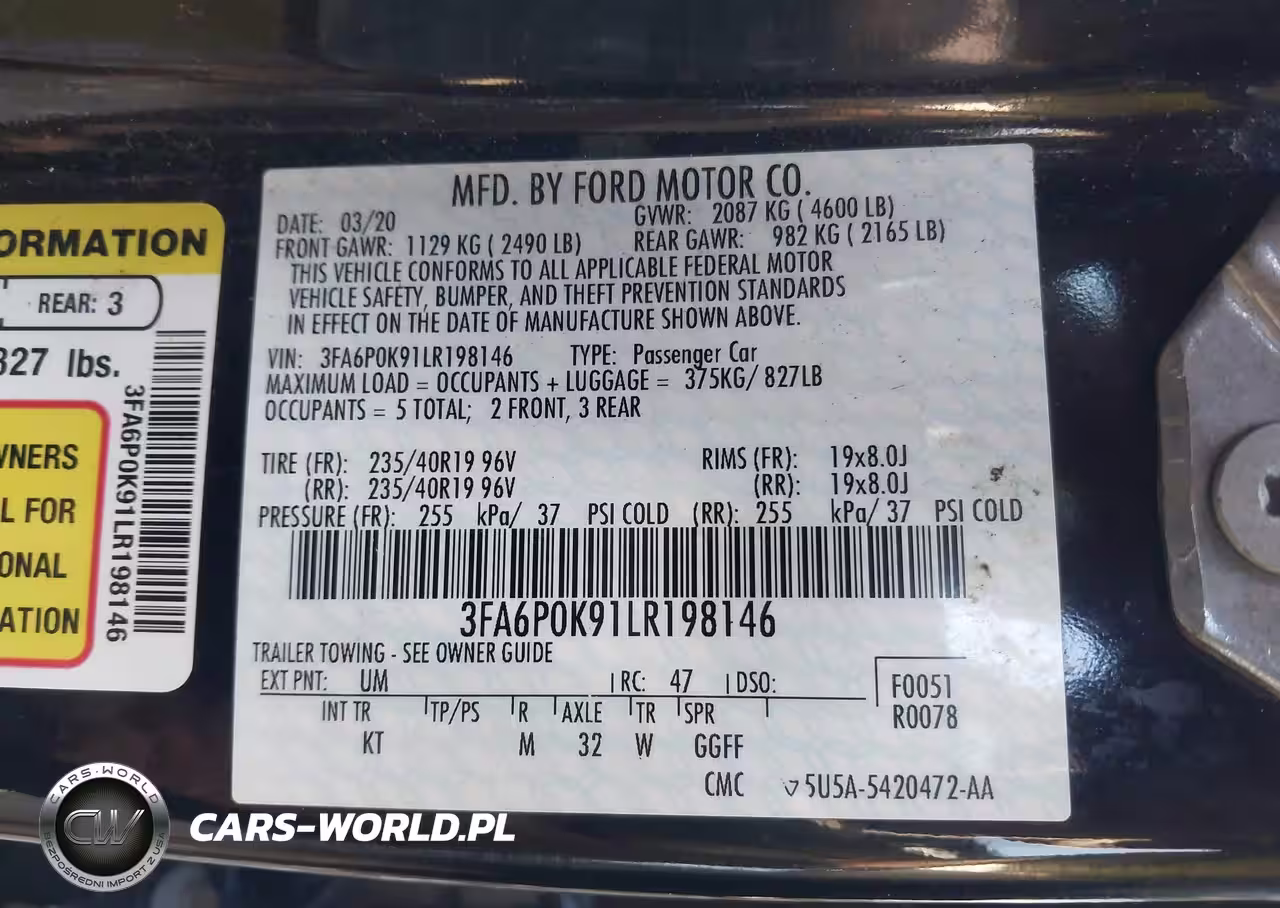 MFD. BY FORD MOTOR CO.
DATE: 03/20 GVWR: 2087 KG ( 4600 LB)
FRONT GAWR: 1129 KG ( 2490 LB) REAR GAWR: 982 KG ( 2165 LB)
THIS VEHICLE CONFORMS TO ALL APPLICABLE FEDERAL MOTOR
VEHICLE SAFETY, BUMPER, AND THEFT PREVENTION STANDARDS
IN EFFECT ON THE DATE OF MANUFACTURE SHOWN ABOVE.
VIN: 3FA6P0K91LR198146 TYPE: Passenger Car
MAXIMUM LOAD = OCCUPANTS + LUGGAGE = 375KG/ 827LB
OCCUPANTS = 5 TOTAL; 2 FRONT, 3 REAR
TIRE (FR): 235/40R19 96V RIMS (FR): 19x8.0J
(RR): 235/40R19 96V (RR): 19x8.0J
PRESSURE (FR): 255 kPa/ 37 PSI COLD (RR): 255 kPa/ 37 PSI COLD
3FA6P0K91LR198146
TRAILER TOWING - SEE OWNER GUIDE
EXT PNT: UM RC: 47 DSO:
F0051
R0078
INT TR TP/PS R AXLE TR SPR
KT M 32 W GGFF
CMC 5U5A-5420472-AA
ORMATION
REAR: 3
827 lbs.
3FA6P0K91LR198146
WNERS
L FOR
ONAL
ATION
CARS-WORLD
CW
BEZPOŚREDNI IMPORT Z USA
CARS-WORLD.PL